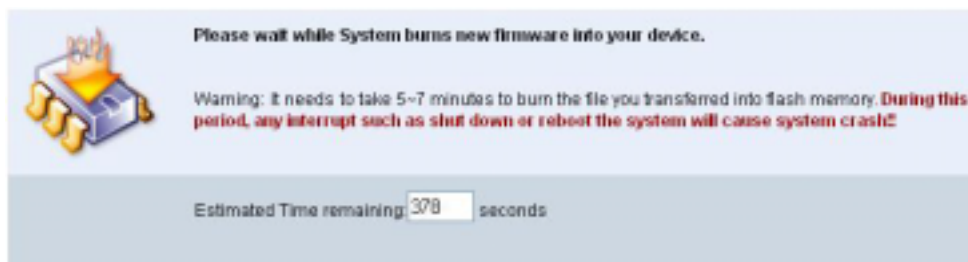 Please wait while System burns new firmware into your device.
Warning: It needs to take 5~7 minutes to burn the file you transferred into flash memory. During this
period, any interrupt such as shut down or reboot the system will cause system crash!!
Estimated Time remaining: 378 seconds